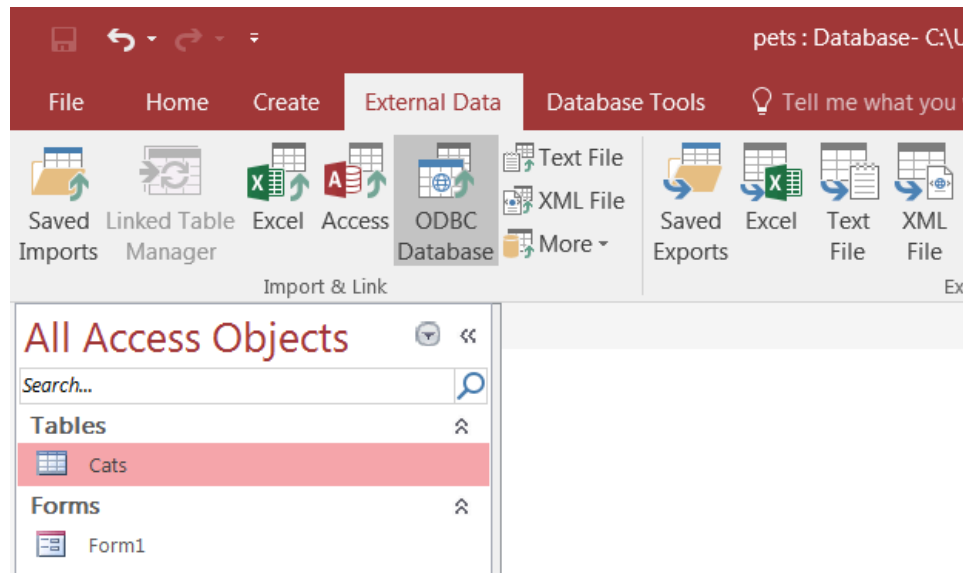 pets : Database- C:\U
File Home Create External Data Database Tools Tell me what you
Saved Imports
Linked Table Manager
Excel
Access
ODBC Database
Text File
XML File
More
Saved Exports
Excel
Text File
XML File
Import & Link
Ex
All Access Objects
Search...
Tables
Cats
Forms
Form1